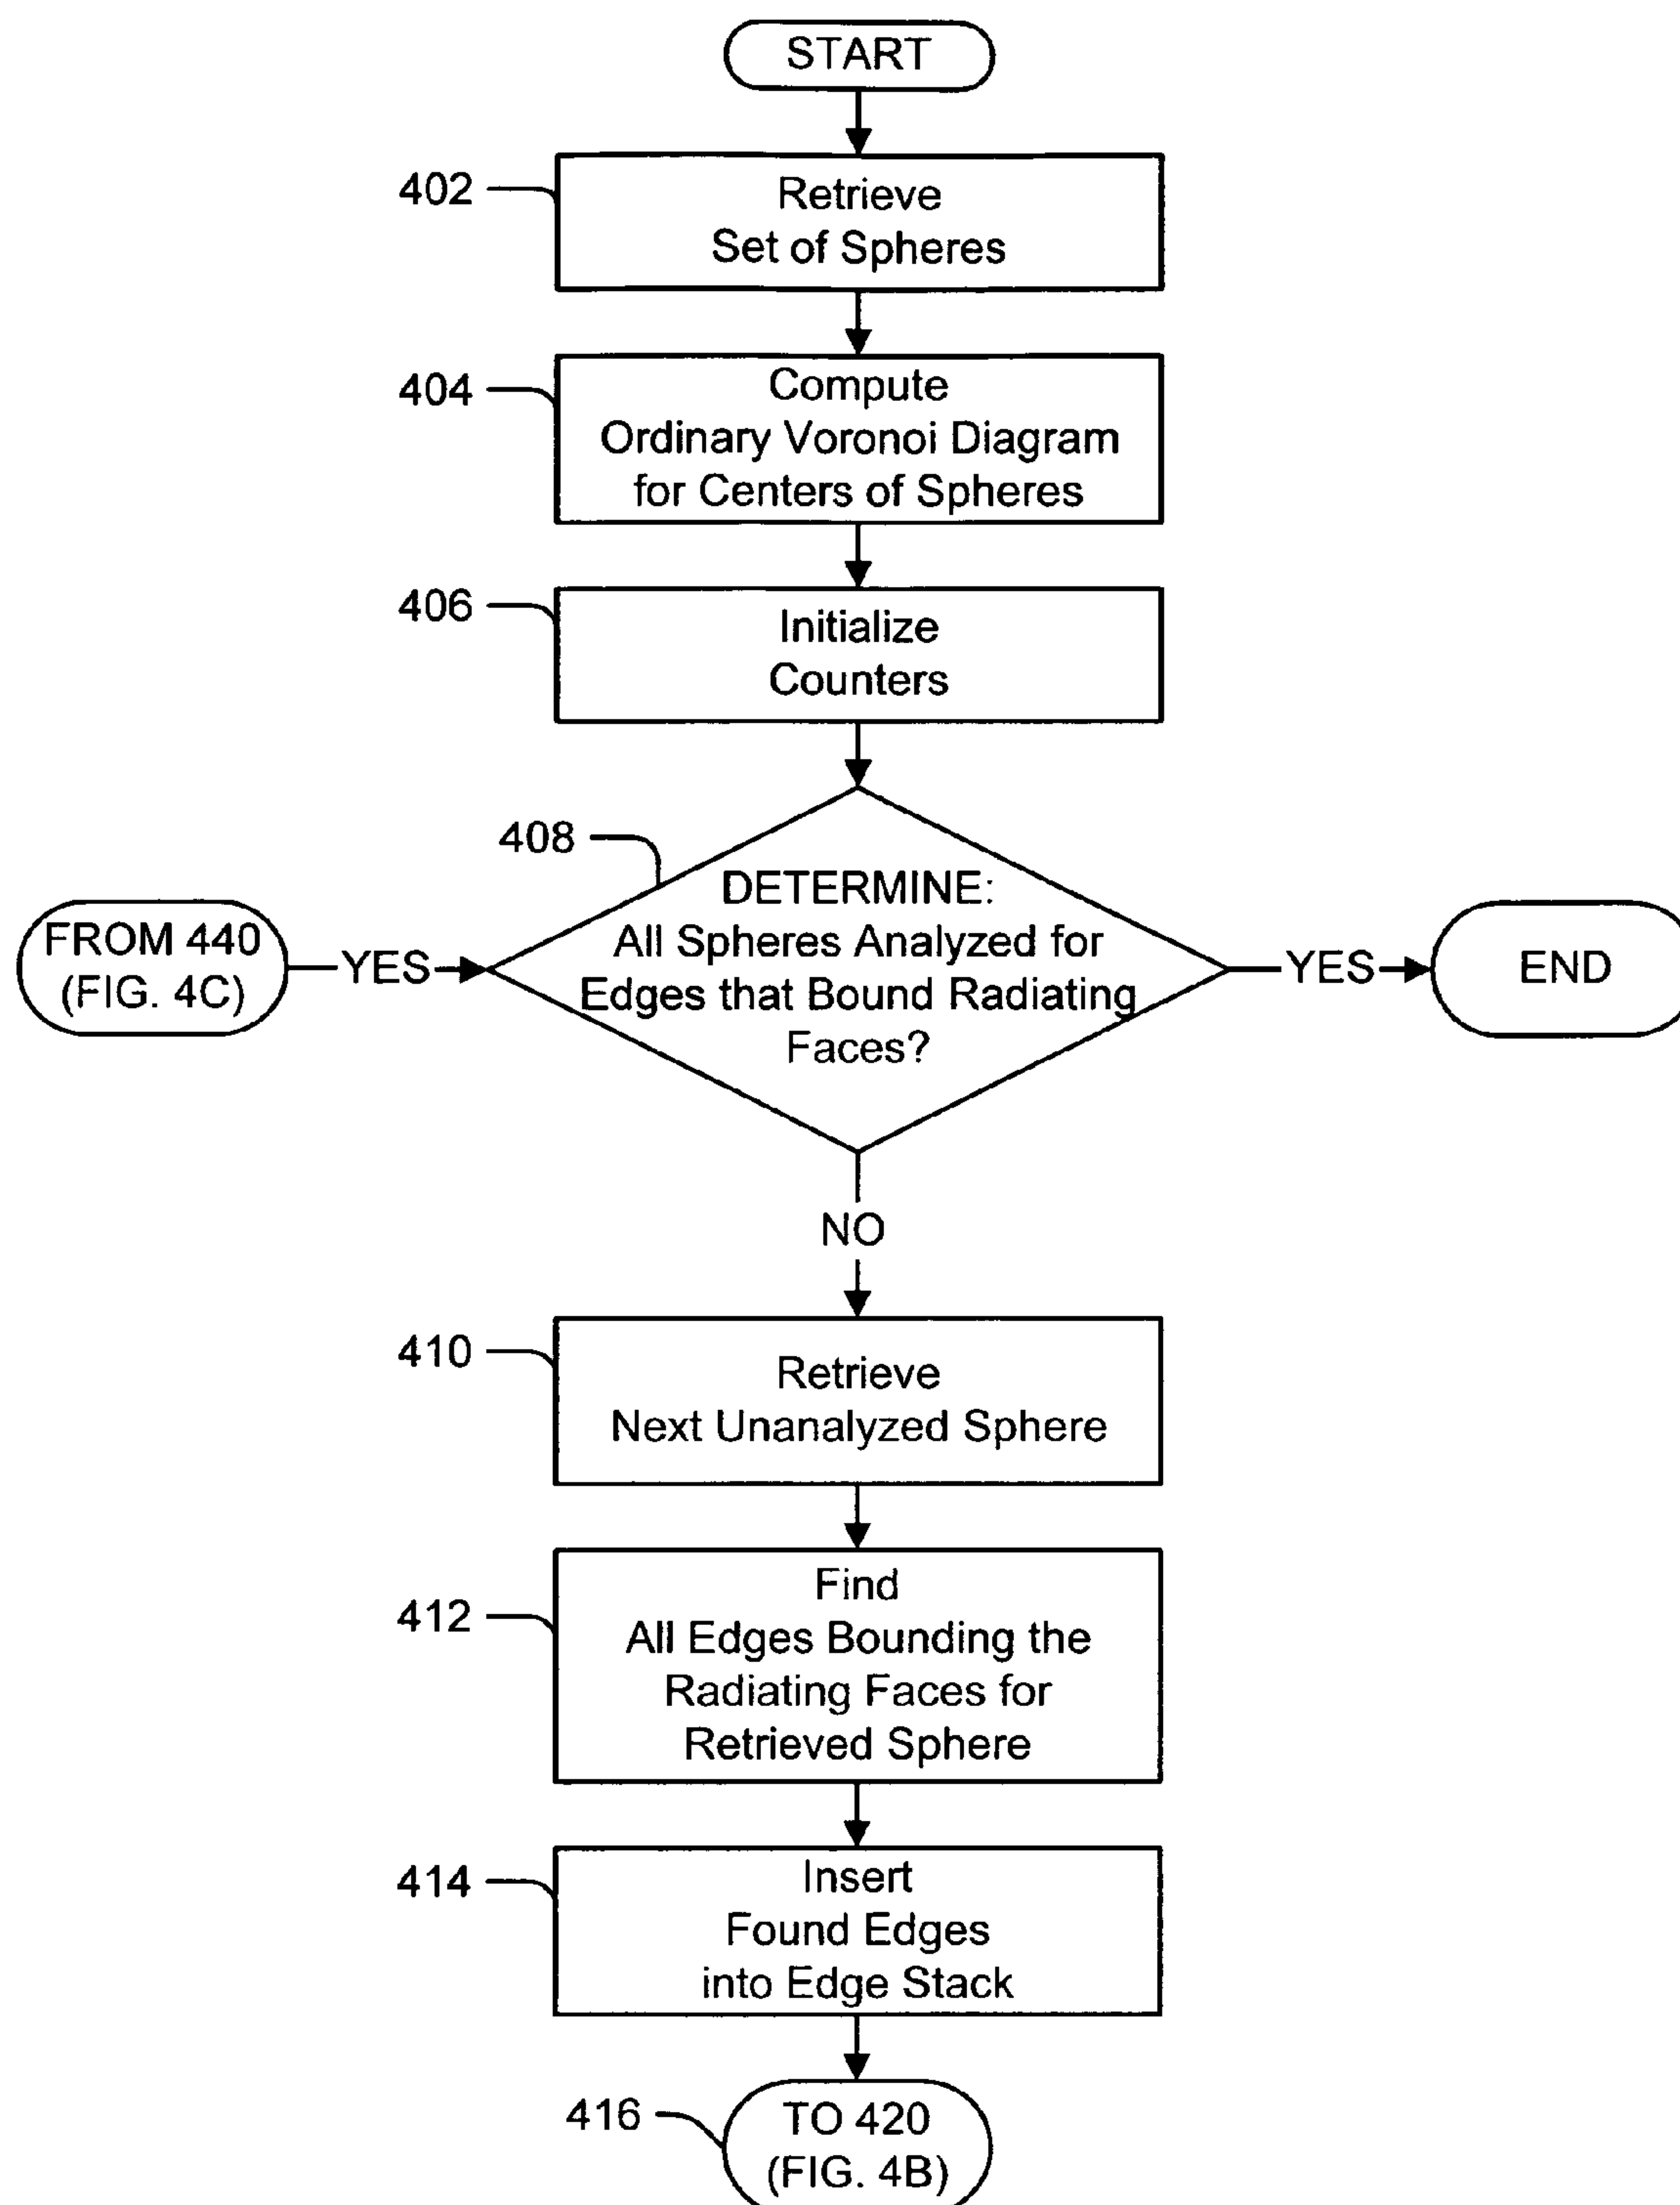 START
402
Retrieve
Set of Spheres
404
Compute
Ordinary Voronoi Diagram
for Centers of Spheres
406
Initialize
Counters
408
DETERMINE:
All Spheres Analyzed for
Edges that Bound Radiating
Faces?
FROM 440
(FIG. 4C)
YES
YES
END
NO
410
Retrieve
Next Unanalyzed Sphere
412
Find
All Edges Bounding the
Radiating Faces for
Retrieved Sphere
414
Insert
Found Edges
into Edge Stack
416
TO 420
(FIG. 4B)